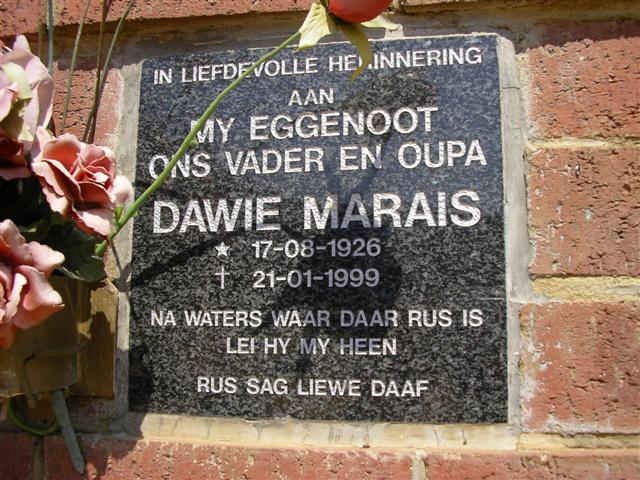 IN LIEFDEVOLLE HERINNERING
AAN
MY EGGENOOT
ONS VADER EN OUPA
DAWIE MARAIS
★ 17-08-1926
† 21-01-1999
NA WATERS WAAR DAAR RUS IS
LEI HY MY HEEN
RUS SAG LIEWE DAAF